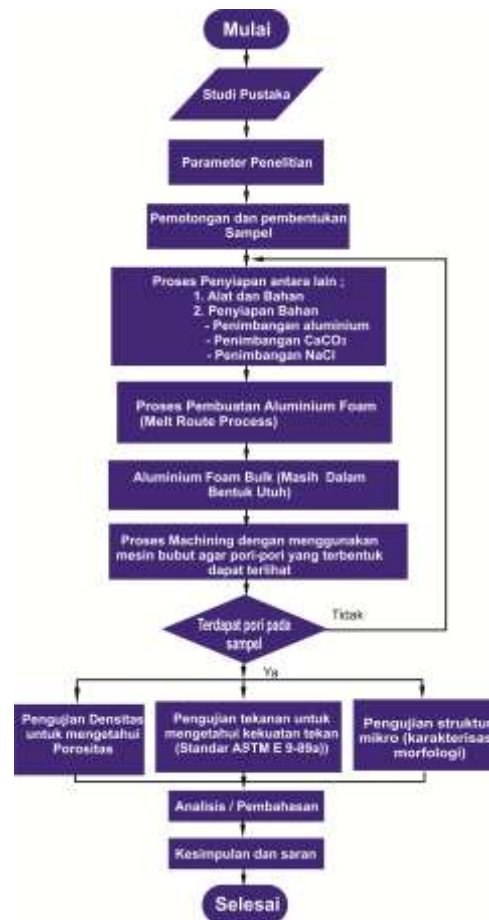 Mulai
Studi Pustaka
Parameter Penelitian
Pemotongan dan pembentukan
Sampel
Proses Penyiapan antara lain ;
1. Alat dan Bahan
2. Penyiapan Bahan
- Penimbangan aluminium
- Penimbangan CaCO₃
- Penimbangan NaCl
Proses Pembuatan Aluminium Foam
(Melt Route Process)
Aluminium Foam Bulk (Masih Dalam
Bentuk Utuh)
Proses Machining dengan menggunakan
mesin bubut agar pori-pori yang terbentuk
dapat terlihat
Terdapat pori pada
sampel
Tidak
Ya
Pengujian Densitas
untuk mengetahui
Porositas
Pengujian tekanan untuk
mengetahui kekuatan tekan
(Standar ASTM E 9-89a))
Pengujian struktur
mikro (karakterisas
morfologi)
Analisis / Pembahasan
Kesimpulan dan saran
Selesai